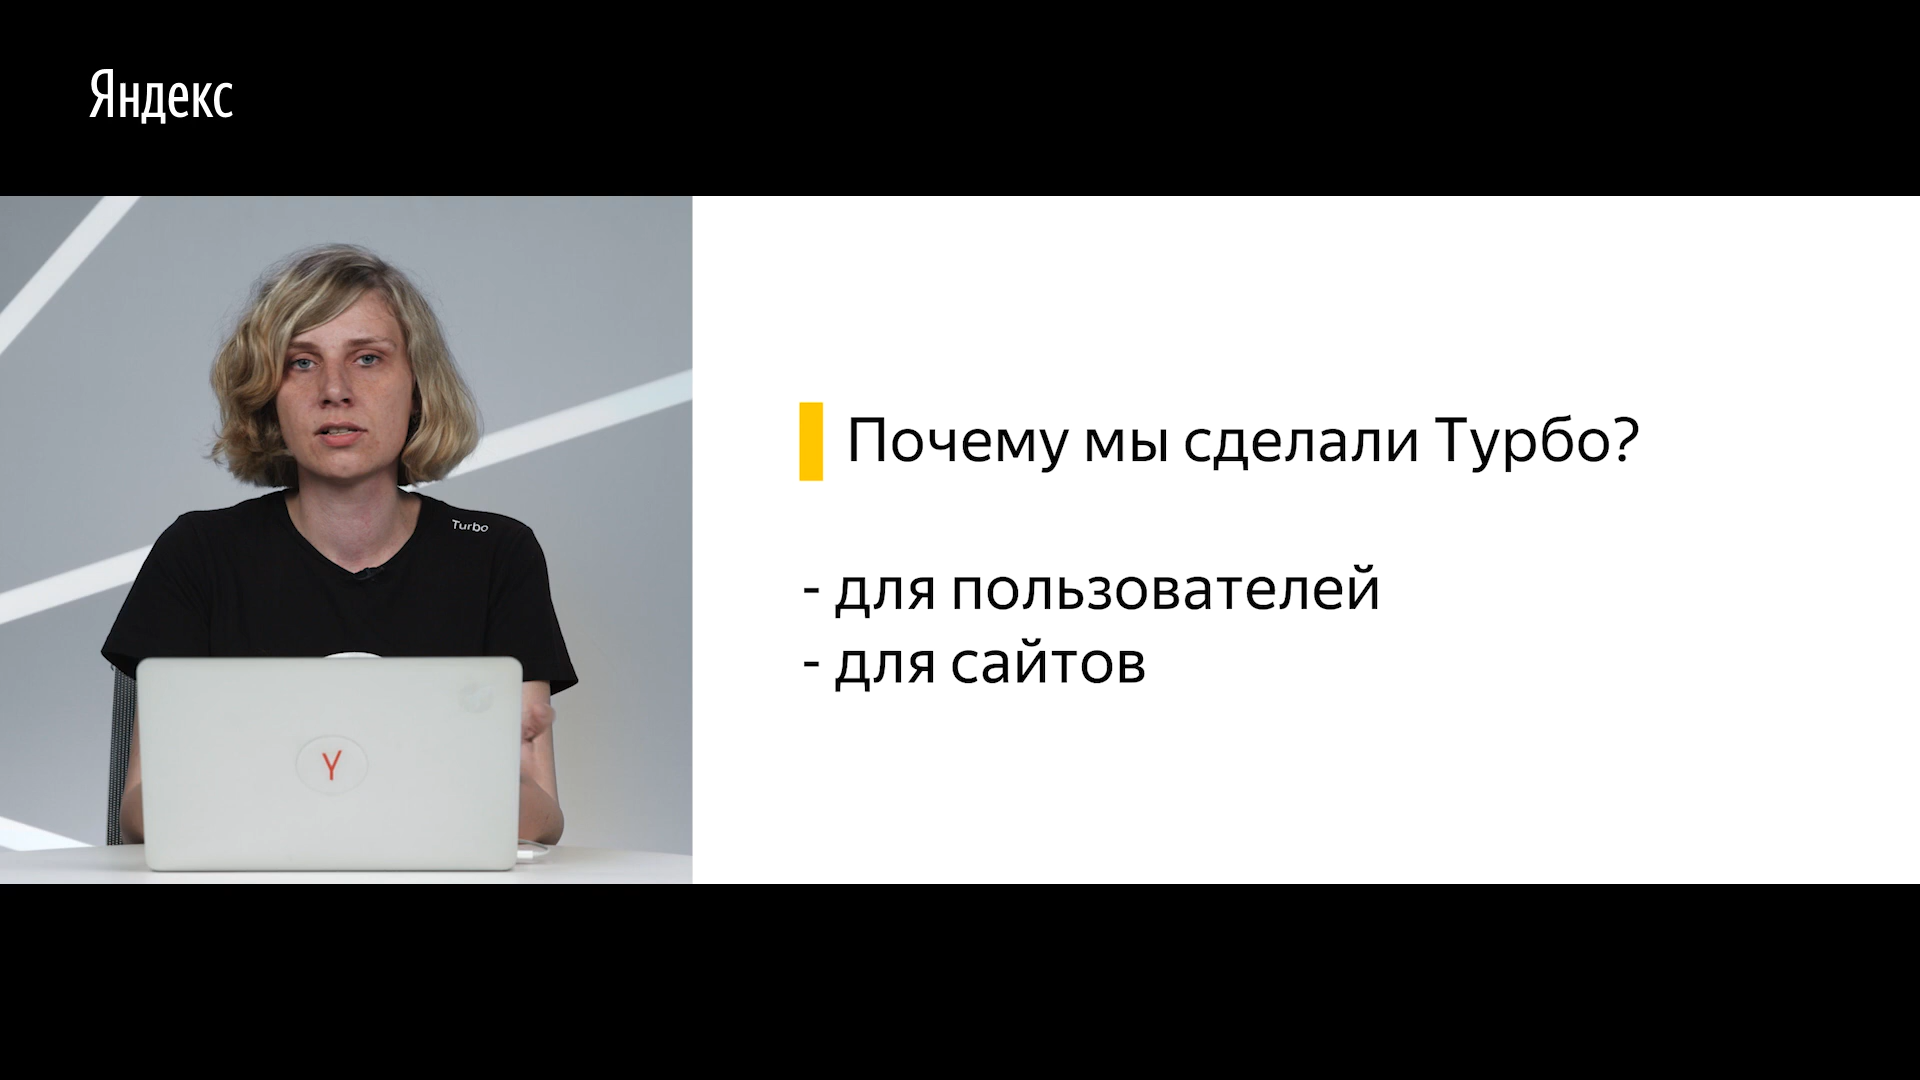 Яндекс
Turbo
Y
Почему мы сделали Турбо?
- для пользователей
- для сайтов